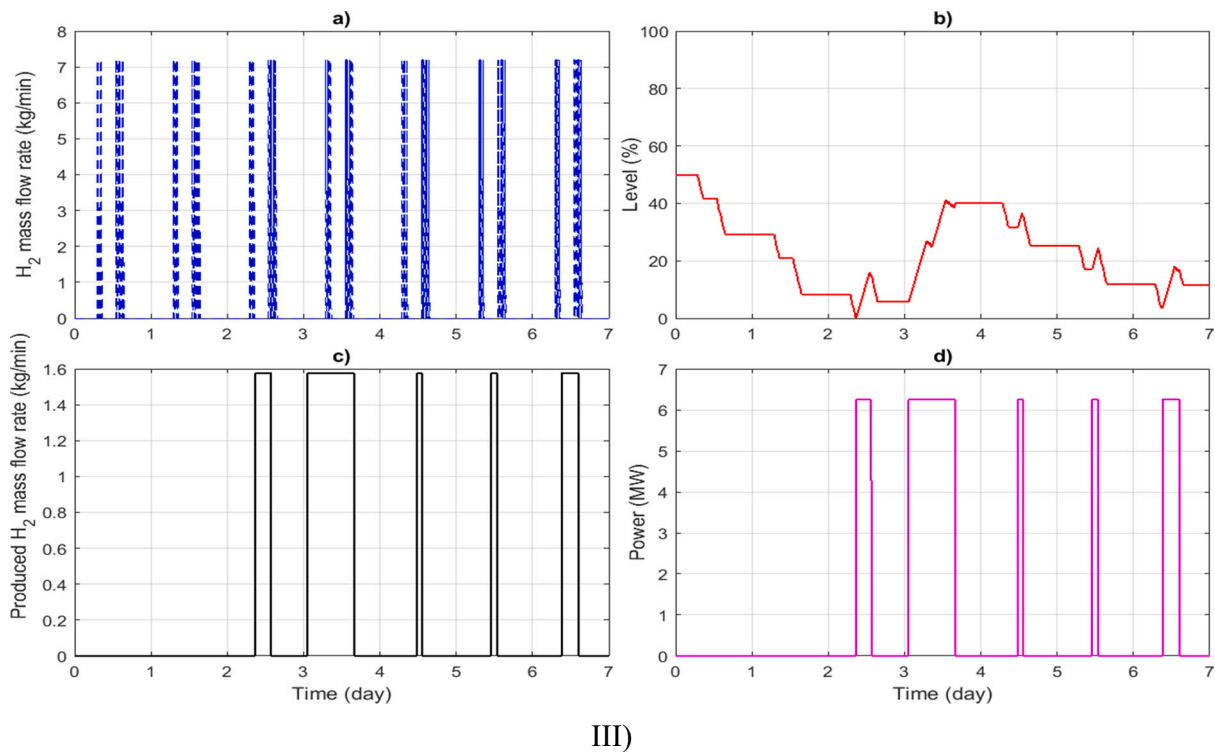 a)
H2 mass flow rate (kg/min)
8
7
6
5
4
3
2
1
0
0 1 2 3 4 5 6 7
b)
Level (%)
100
80
60
40
20
0
0 1 2 3 4 5 6 7
c)
Produced H2 mass flow rate (kg/min)
1.6
1.4
1.2
1
0.8
0.6
0.4
0.2
0
0 1 2 3 4 5 6 7
Time (day)
d)
Power (MW)
7
6
5
4
3
2
1
0
0 1 2 3 4 5 6 7
Time (day)
III)